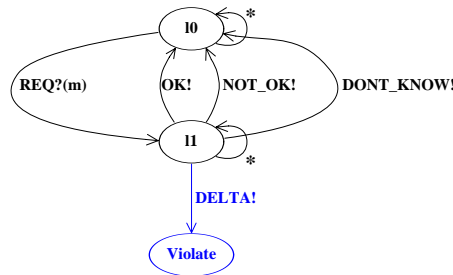 l0
*
REQ?(m)
OK!
NOT_OK!
DONT_KNOW!
l1
*
DELTA!
Violate